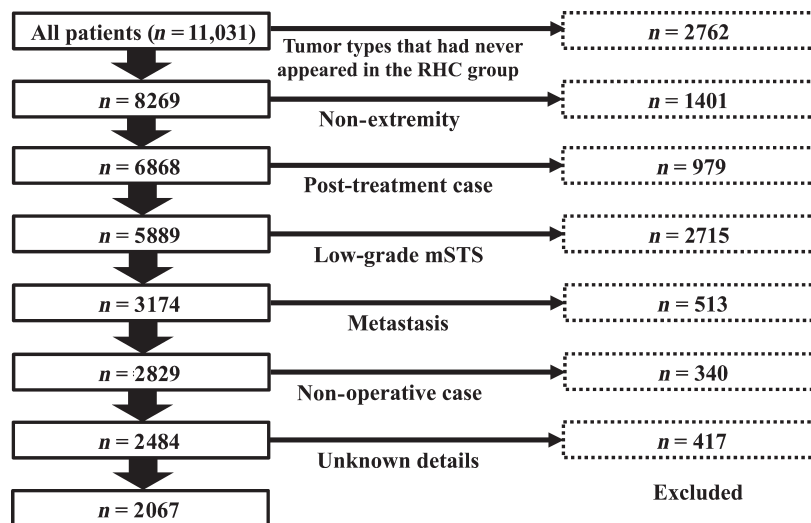 All patients (n = 11,031)
Tumor types that had never
appeared in the RHC group
n = 2762
n = 8269
Non-extremity
n = 1401
n = 6868
Post-treatment case
n = 979
n = 5889
Low-grade mSTS
n = 2715
n = 3174
Metastasis
n = 513
n = 2829
Non-operative case
n = 340
n = 2484
Unknown details
n = 417
n = 2067
Excluded